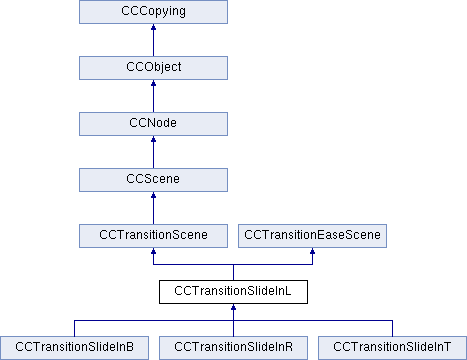 CCCopying
CCObject
CCNode
CCScene
CCTransitionScene
CCTransitionEaseScene
CCTransitionSlideInL
CCTransitionSlideInB
CCTransitionSlideInR
CCTransitionSlideInT